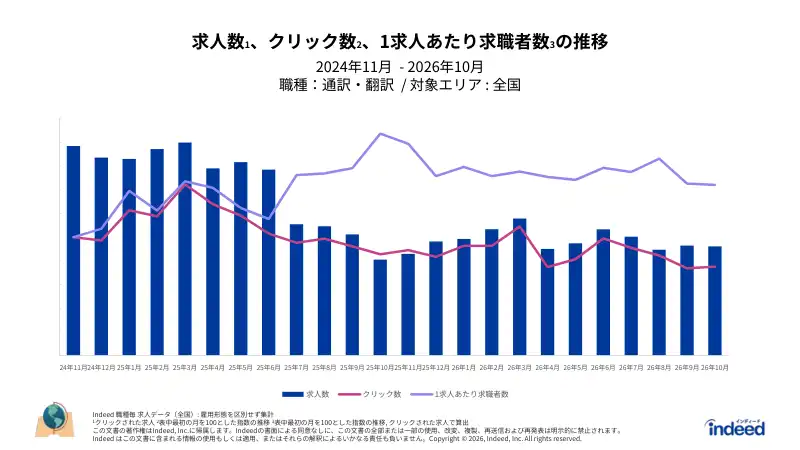 求人数1、クリック数2、1求人あたり求職者数3の推移
2024年11月 - 2026年10月
職種：通訳・翻訳 / 対象エリア : 全国
24年11月 24年12月 25年1月 25年2月 25年3月 25年4月 25年5月 25年6月 25年7月 25年8月 25年9月 25年10月 25年11月 25年12月 26年1月 26年2月 26年3月 26年4月 26年5月 26年6月 26年7月 26年8月 26年9月 26年10月
求人数 クリック数 1求人あたり求職者数
Indeed 職種毎 求人データ（全国）: 雇用形態を区別せず集計
¹クリックされた求人 ²表中最初の月を100とした指数の推移 ³表中最初の月を100とした指数の推移, クリックされた求人で算出
この文書の著作権はIndeed, Inc.に帰属します。Indeedの書面による同意なしに、この文書の全部または一部の使用、改変、複製、再送信および再発表は明示的に禁止されます。
Indeed はこの文書に含まれる情報の使用もしくは適用、またはそれらの解釈によるいかなる責任も負いません。Copyright © 2026, Indeed, Inc. All rights reserved.
インディード
indeed